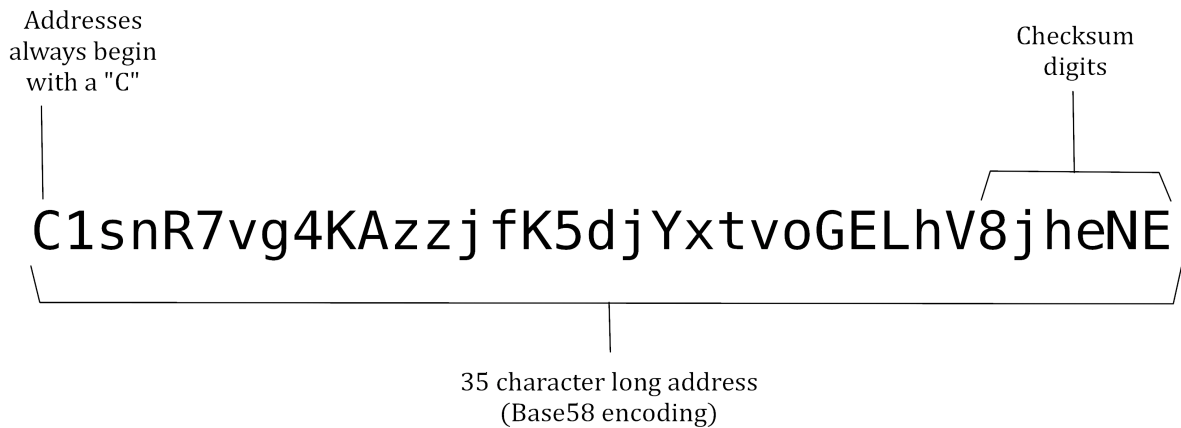 Addresses
always begin
with a "C"
Checksum
digits
C1snR7vg4KAzzjfK5djYxtvoGELhV8jheNE
35 character long address
(Base58 encoding)